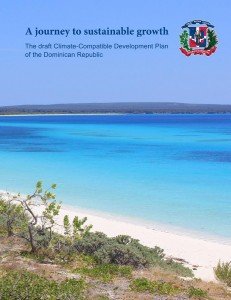 A journey to sustainable growth
The draft Climate-Compatible Development Plan
of the Dominican Republic